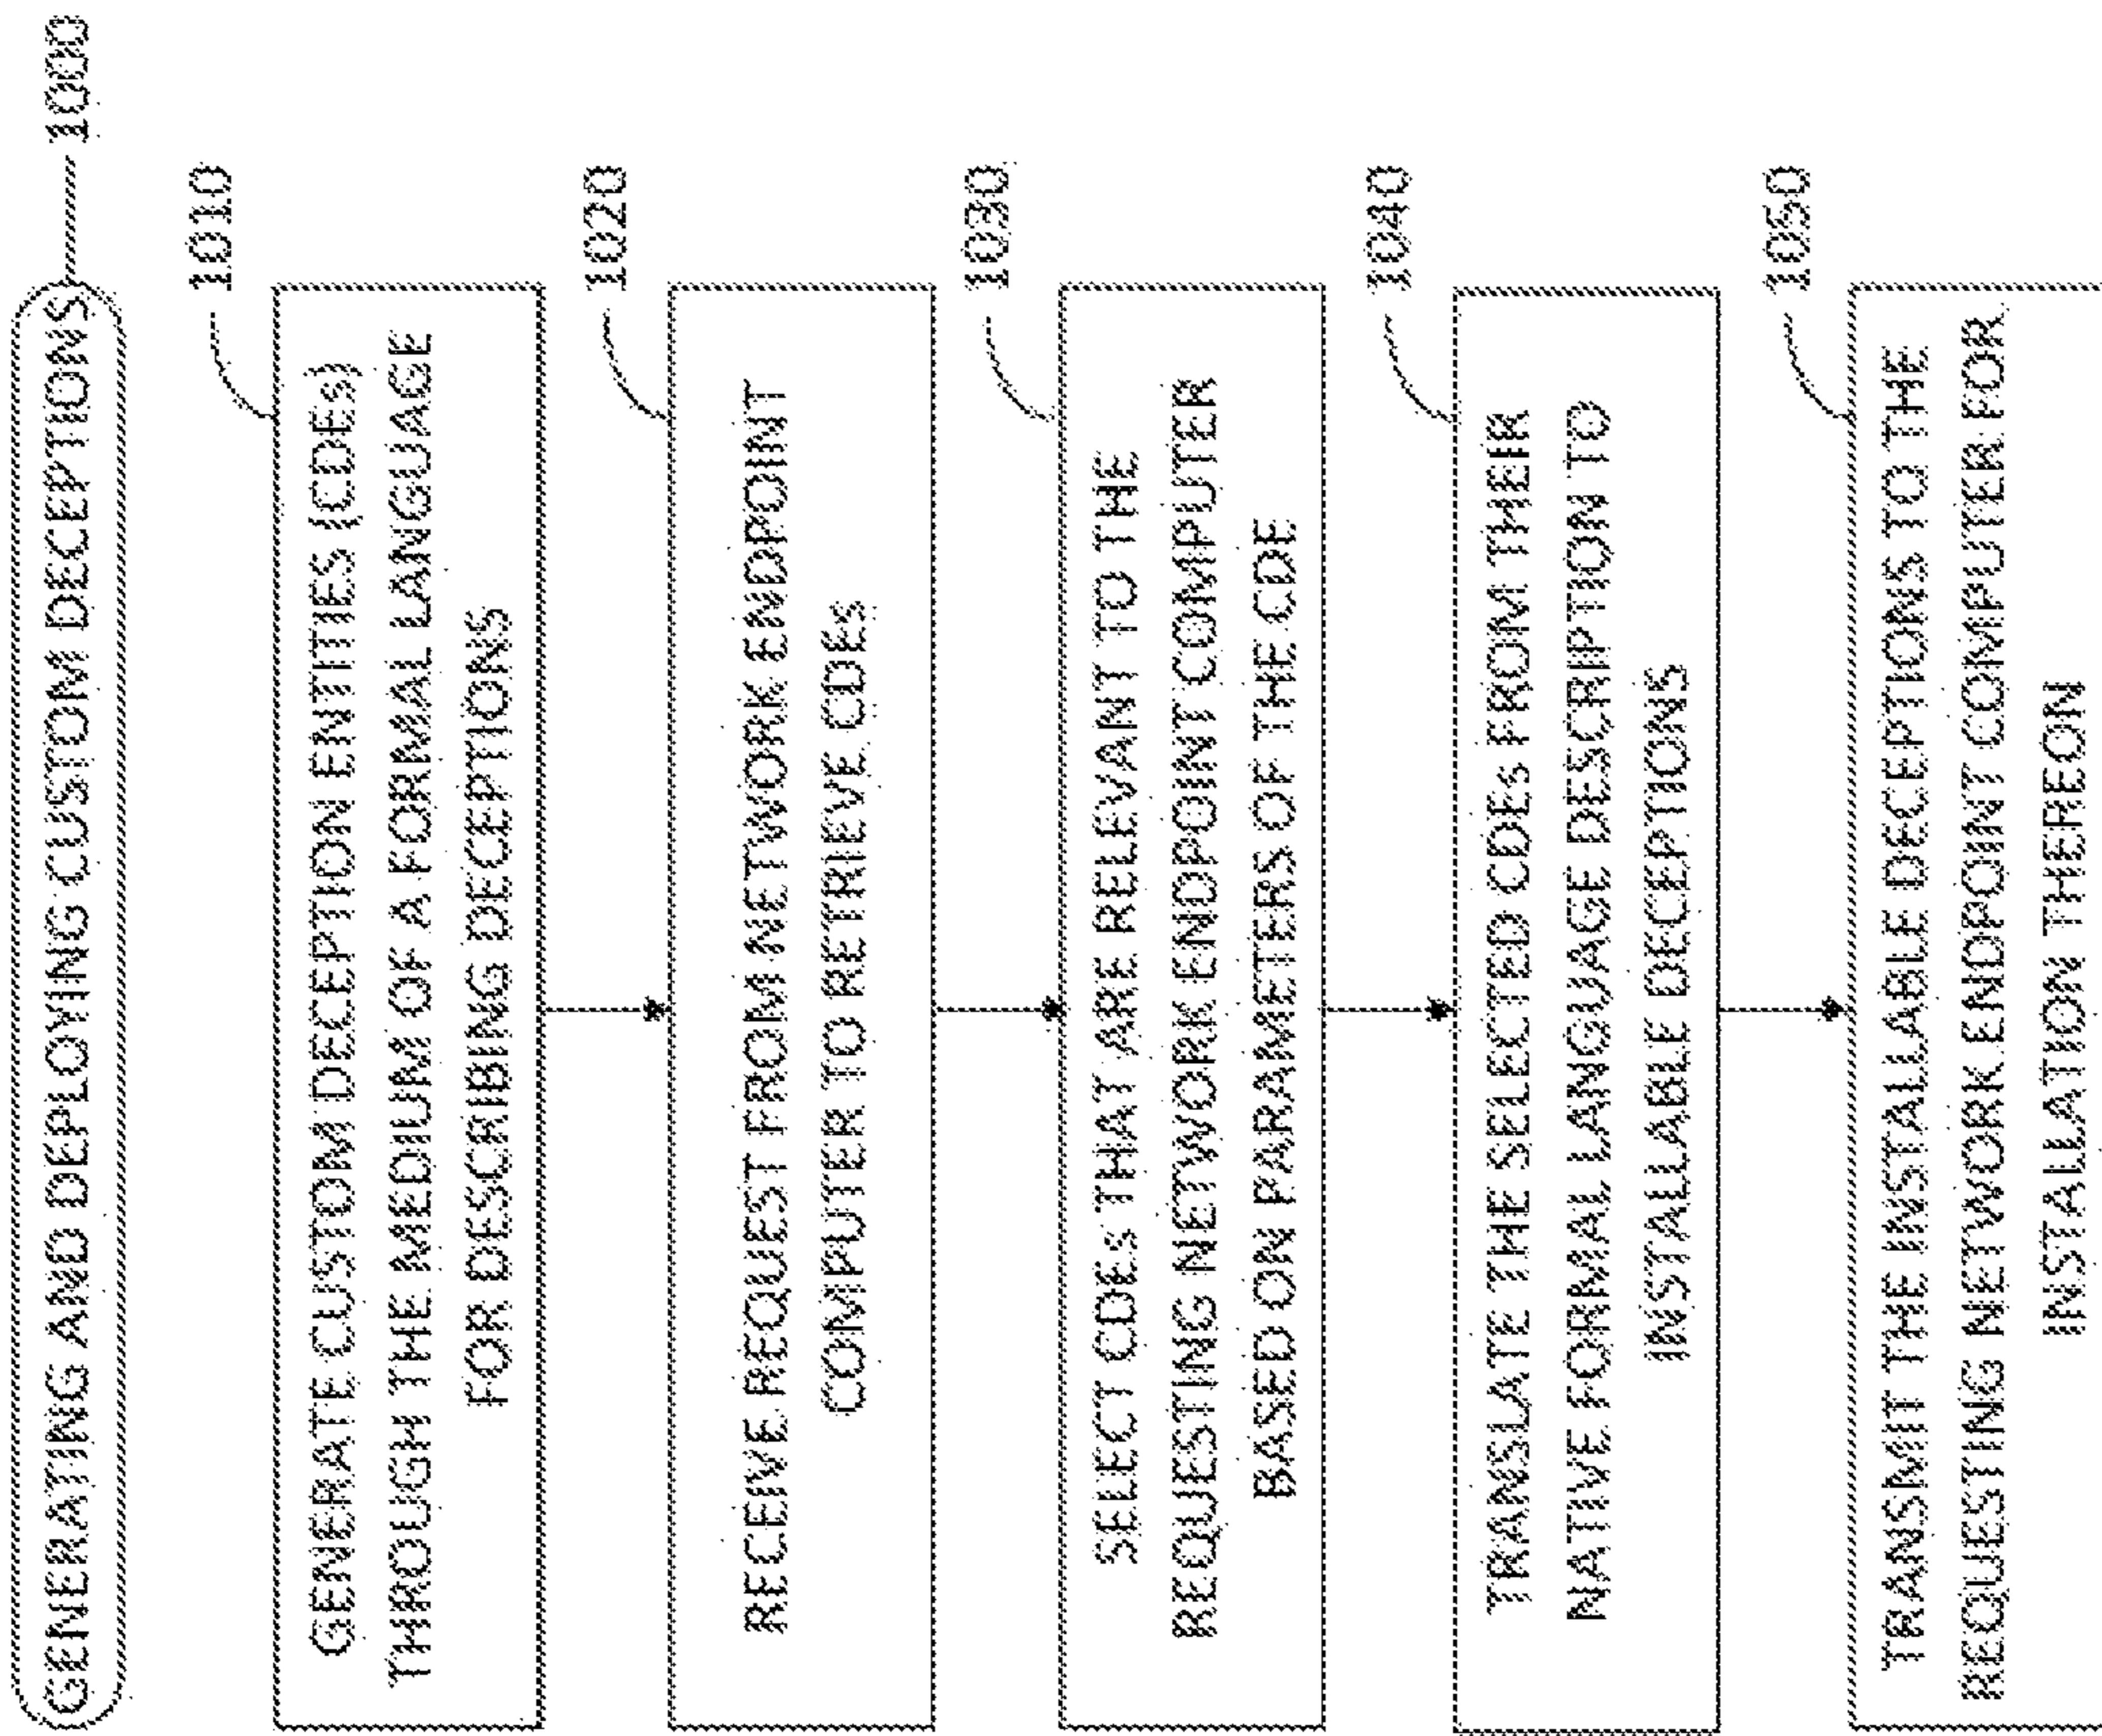 GENERATING AND DEPLOYING CUSTOM DECEPTIONS
1000
1010
GENERATE CUSTOM DECEPTION ENTITIES (CDEs)
THROUGH THE MEDIUM OF A FORMAL LANGUAGE
FOR DESCRIBING DECEPTIONS
1020
RECEIVE REQUEST FROM NETWORK ENDPOINT
COMPUTER TO RETRIEVE CDEs
1030
SELECT CDEs THAT ARE RELEVANT TO THE
REQUESTING NETWORK ENDPOINT COMPUTER
BASED ON PARAMETERS OF THE CDE
1040
TRANSLATE THE SELECTED CDEs FROM THEIR
NATIVE FORMAL LANGUAGE DESCRIPTION TO
INSTALLABLE DECEPTIONS
1050
TRANSMIT THE INSTALLABLE DECEPTIONS TO THE
REQUESTING NETWORK ENDPOINT COMPUTER FOR
INSTALLATION THEREON